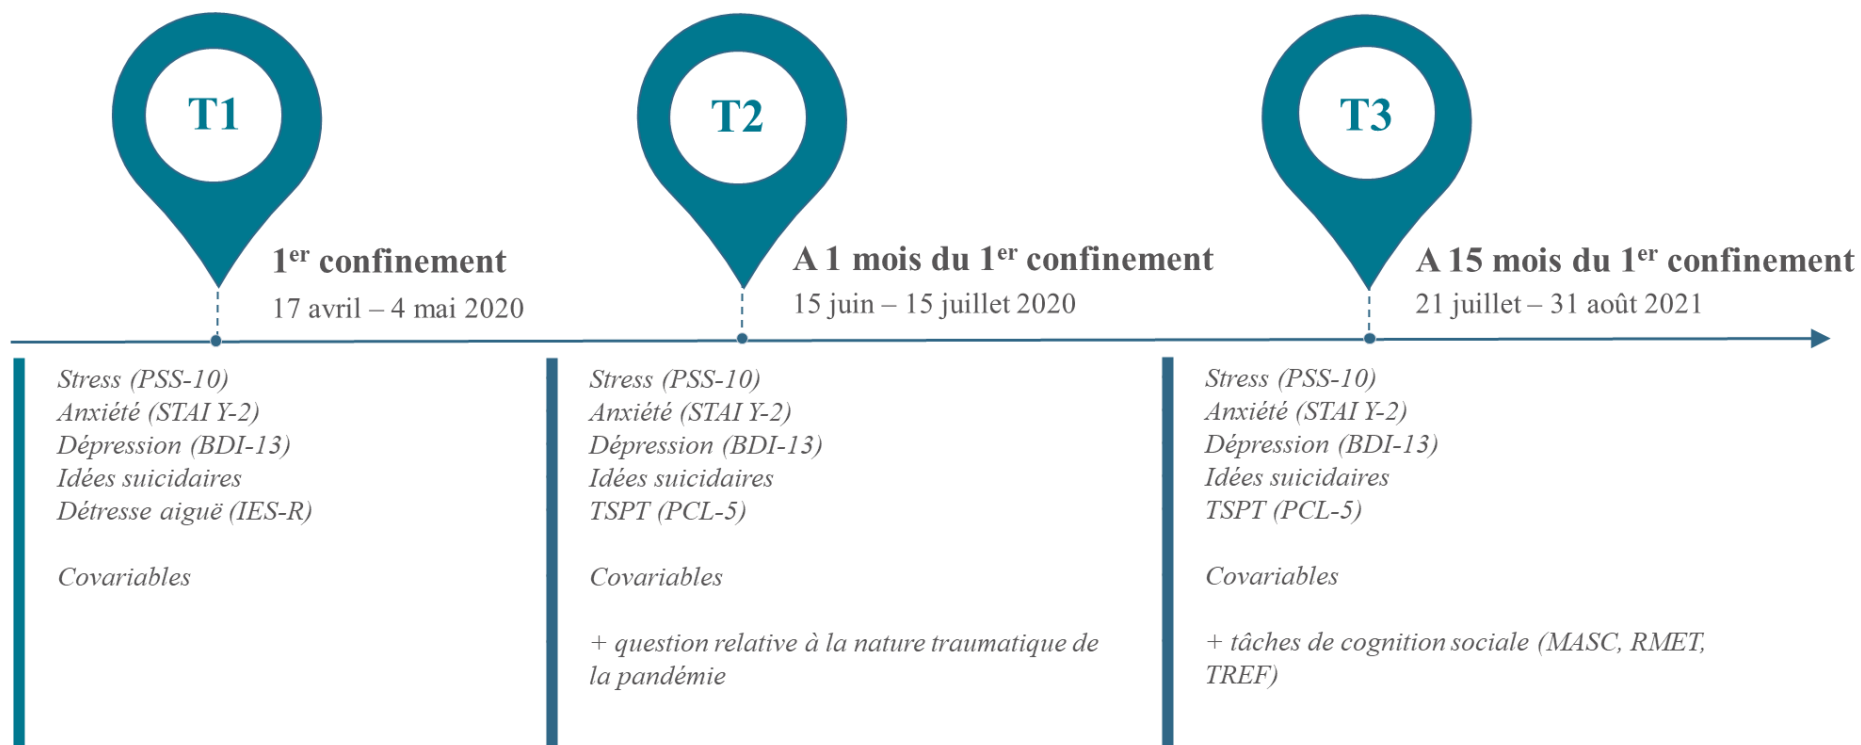 T1
T2
T3
1er confinement
17 avril – 4 mai 2020
A 1 mois du 1er confinement
15 juin – 15 juillet 2020
A 15 mois du 1er confinement
21 juillet – 31 août 2021
Stress (PSS-10)
Anxiété (STAI Y-2)
Dépression (BDI-13)
Idées suicidaires
Détresse aiguë (IES-R)
Covariables
Stress (PSS-10)
Anxiété (STAI Y-2)
Dépression (BDI-13)
Idées suicidaires
TSPT (PCL-5)
Covariables
+ question relative à la nature traumatique de
la pandémie
Stress (PSS-10)
Anxiété (STAI Y-2)
Dépression (BDI-13)
Idées suicidaires
TSPT (PCL-5)
Covariables
+ tâches de cognition sociale (MASC, RMET,
TREF)